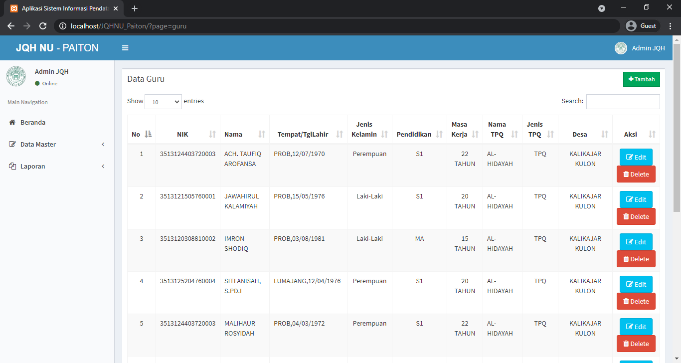 Aplikasi Sistem Informasi Pendat
Guest
localhost/JQHNU_Paiton/?page=guru
JQH NU - PAITON
Admin JQH
Admin JQH
Online
Main Navigation
Beranda
Data Master
Laporan
Data Guru
+Tambah
Show 10 entries
Search:
No NIK Nama Tempat/TglLahir Jenis Kelamin Pendidikan Masa Kerja Nama TPQ Jenis TPQ Desa Aksi
1 3513124403720003 ACH. TAUFIQ AROFANSA PROB,12/07/1970 Perempuan S1 22 TAHUN AL-HIDAYAH TPQ KALIKAJAR KULON Edit
Delete
2 3513121505760001 JAWAHIRUL KALAMIYAH PROB,15/05/1976 Laki-Laki S1 20 TAHUN AL-HIDAYAH TPQ KALIKAJAR KULON Edit
Delete
3 3513120308810002 IMRON SHODIQ PROB,03/08/1981 Laki-Laki MA 15 TAHUN AL-HIDAYAH TPQ KALIKAJAR KULON Edit
Delete
4 3513125204760004 S.PD.I LUMAJANG,12/04/1976 Perempuan S1 20 TAHUN AL-HIDAYAH TPQ KALIKAJAR KULON Edit
Delete
5 3513124403720003 MALIHATUR ROSYIDAH PROB,04/03/1972 Perempuan S1 22 TAHUN AL-HIDAYAH TPQ KALIKAJAR KULON Edit
Delete